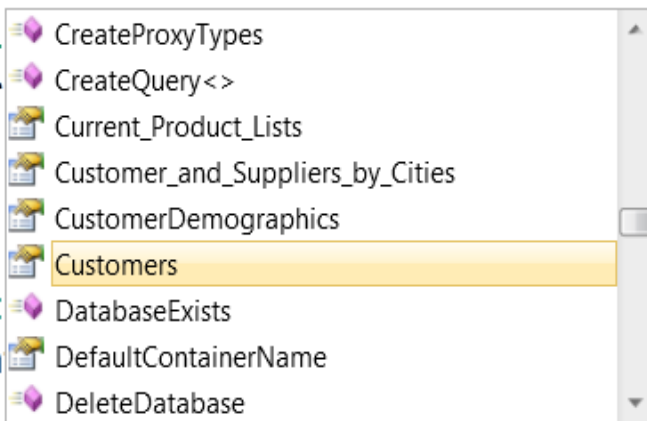 CreateProxyTypes
CreateQuery<>
Current_Product_Lists
Customer_and_Suppliers_by_Cities
CustomerDemographics
Customers
DatabaseExists
DefaultContainerName
DeleteDatabase